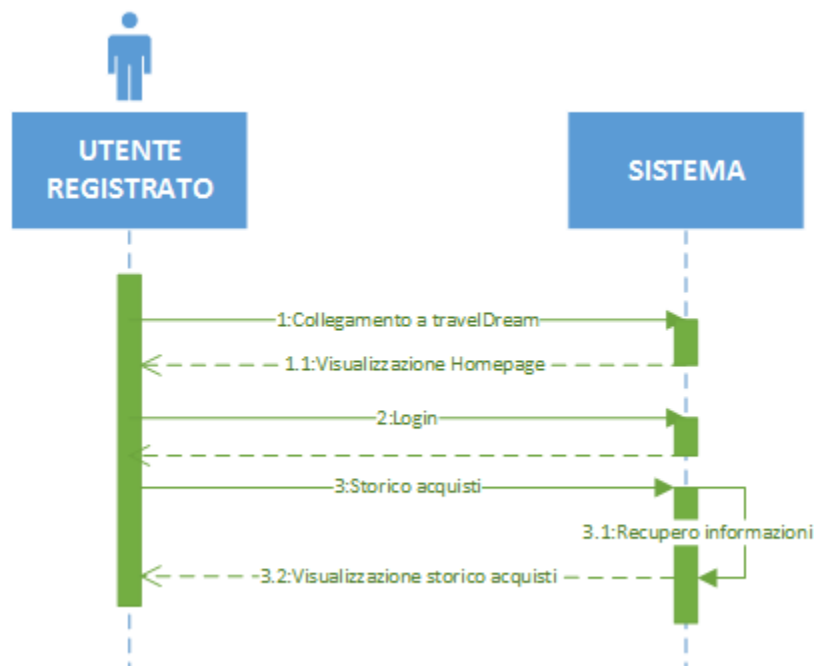 UTENTE
REGISTRATO
SISTEMA
1:Collegamento a travelDream
1.1:Visualizzazione Homepage
2:Login
3:Storico acquisti
3.1:Recupero informazioni
3.2:Visualizzazione storico acquisti